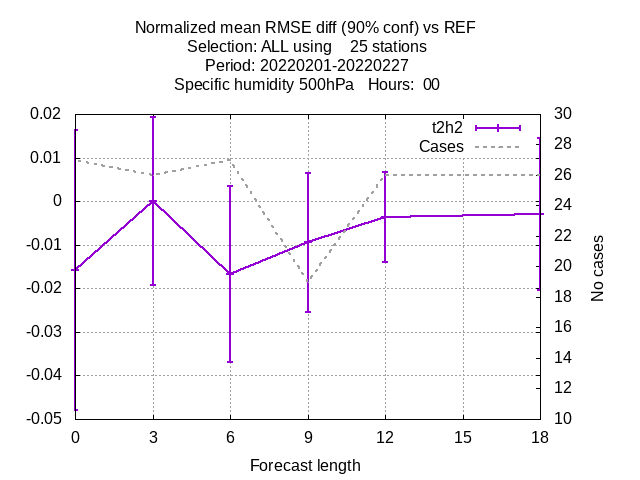 Normalized mean RMSE diff (90% conf) vs REF
Selection: ALL using    25 stations
Period: 20220201-20220227
Specific humidity 500hPa   Hours:  00
t2h2
Cases
0.02
0.01
0
-0.01
-0.02
-0.03
-0.04
-0.05
30
28
26
24
22
20
18
16
14
12
10
No cases
0 3 6 9 12 15 18
Forecast length